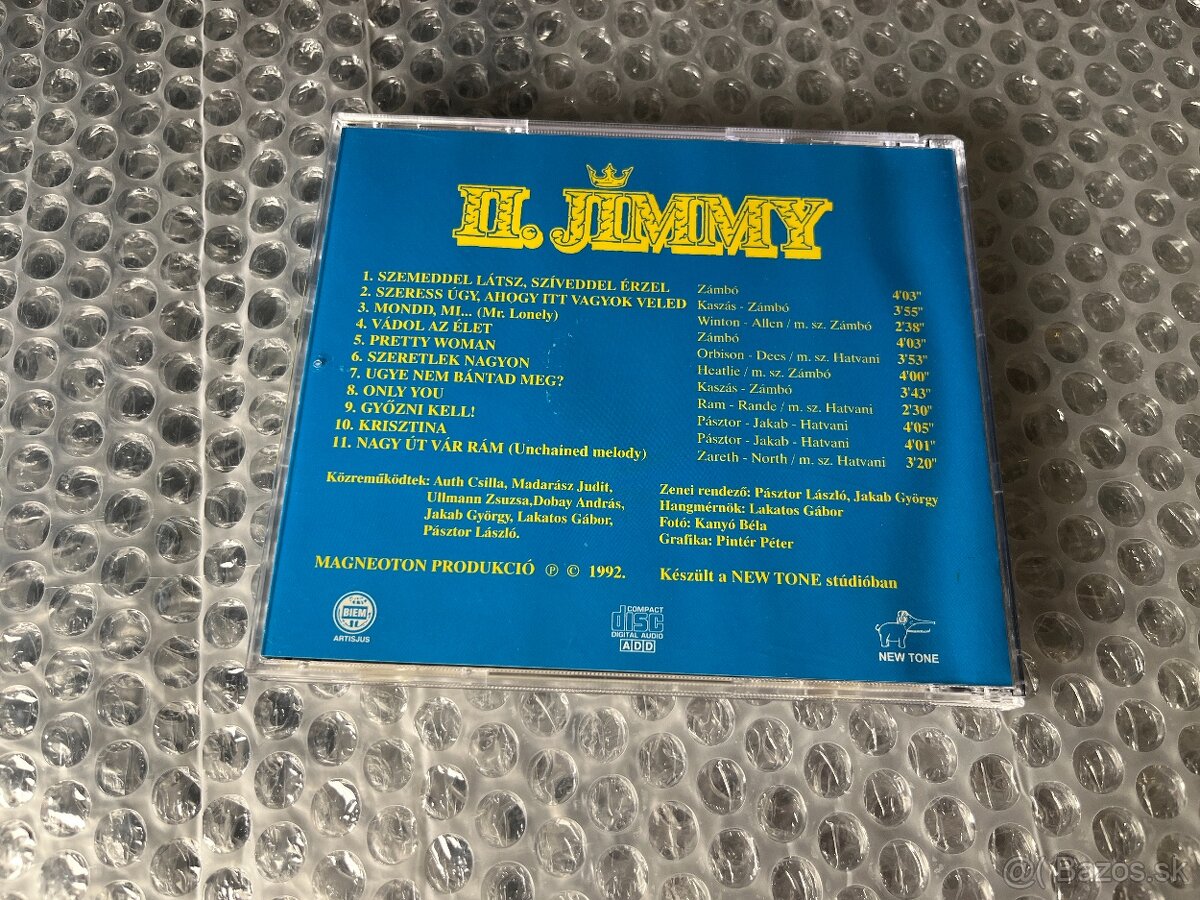 II. JIMMY
1. SZEMEDDEL LÁTSZ, SZÍVEDDEL ÉRZEL Zámbó 4'03"
2. SZERESS ÚGY, AHOGY ITT VAGYOK VELED Kaszás - Zámbó 3'55"
3. MONDD, MI... (Mr. Lonely) Winton - Allen / m. sz. Zámbó 2'38"
4. VÁDOL AZ ÉLET Zámbó 4'03"
5. PRETTY WOMAN Orbison - Decs / m. sz. Hatvani 3'53"
6. SZERETLEK NAGYON Heatlie / m. sz. Zámbó 4'00"
7. UGYE NEM BÁNTAD MEG? Kaszás - Zámbó 3'43"
8. ONLY YOU Ram - Rande / m. sz. Hatvani 2'30"
9. GYŐZNI KELL! Pásztor - Jakab - Hatvani 4'05"
10. KRISZTINA Pásztor - Jakab - Hatvani 4'01"
11. NAGY ÚT VÁR RÁM (Unchained melody) Zareth - North / m. sz. Hatvani 3'20"
Közreműködtek: Auth Csilla, Madarász Judit,
Ullmann Zsuzsa,Dobay András,
Jakab György, Lakatos Gábor,
Pásztor László.
Zenei rendező: Pásztor László, Jakab György
Hangmérnök: Lakatos Gábor
Fotó: Kanyó Béla
Grafika: Pintér Péter
MAGNEOTON PRODUKCIÓ ℗ © 1992. Készült a NEW TONE stúdióban
BIEM
ARTISJUS
COMPACT
disc
DIGITAL AUDIO
ADD
NEW TONE
@ Bazos.sk